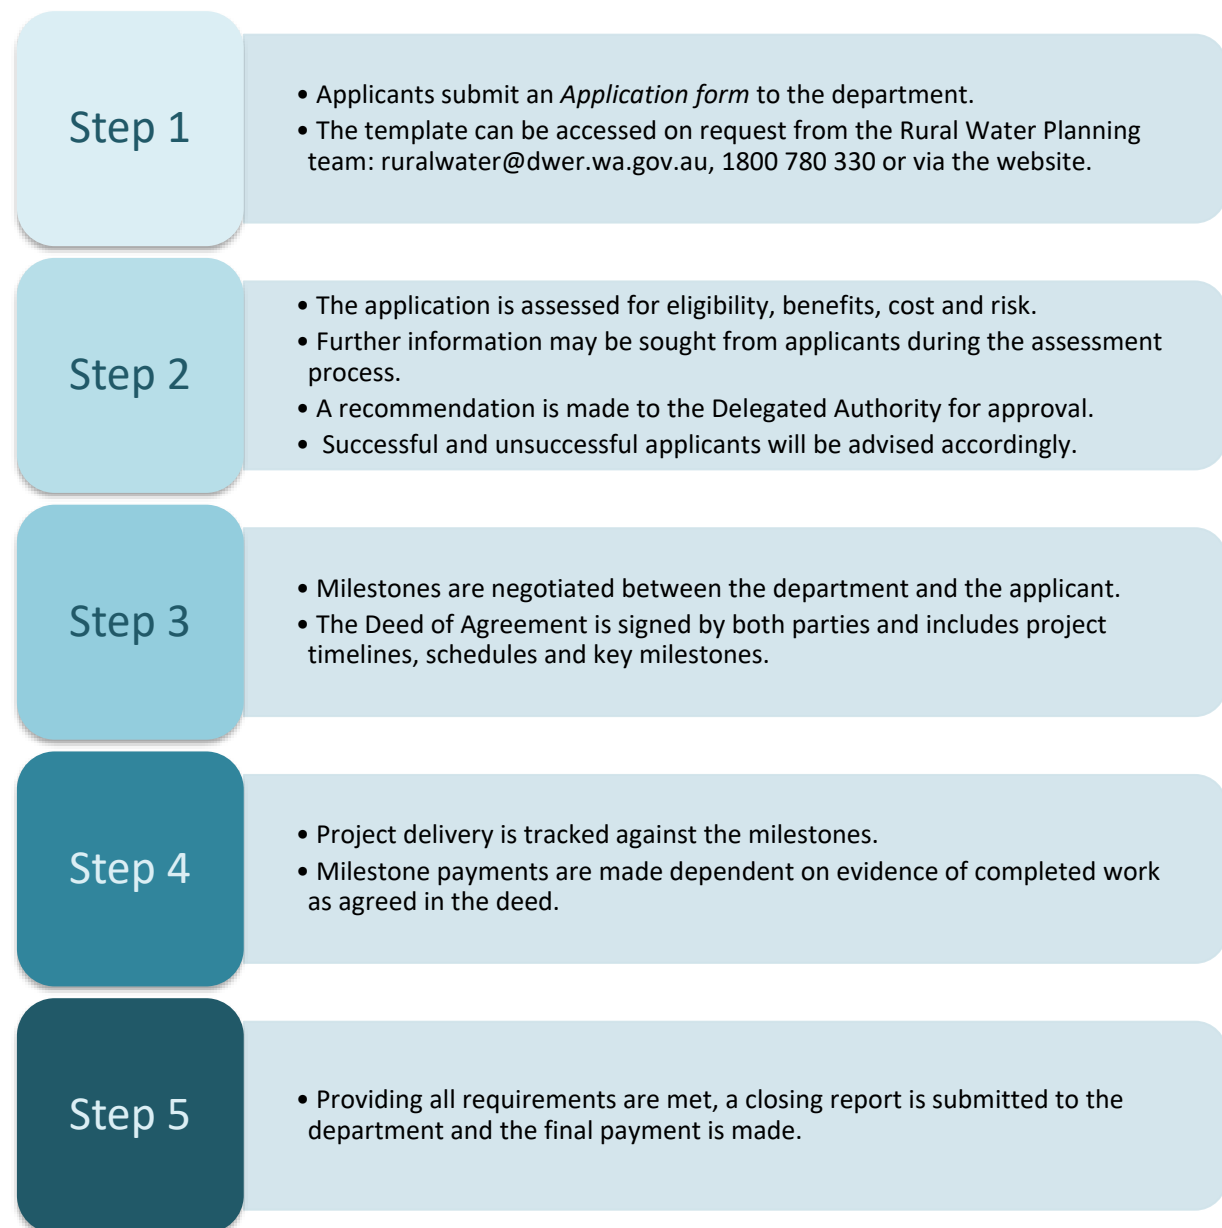 Step 1
• Applicants submit an Application form to the department.
• The template can be accessed on request from the Rural Water Planning
team: ruralwater@dwer.wa.gov.au, 1800 780 330 or via the website.
Step 2
• The application is assessed for eligibility, benefits, cost and risk.
• Further information may be sought from applicants during the assessment
process.
• A recommendation is made to the Delegated Authority for approval.
• Successful and unsuccessful applicants will be advised accordingly.
Step 3
• Milestones are negotiated between the department and the applicant.
• The Deed of Agreement is signed by both parties and includes project
timelines, schedules and key milestones.
Step 4
• Project delivery is tracked against the milestones.
• Milestone payments are made dependent on evidence of completed work
as agreed in the deed.
Step 5
• Providing all requirements are met, a closing report is submitted to the
department and the final payment is made.